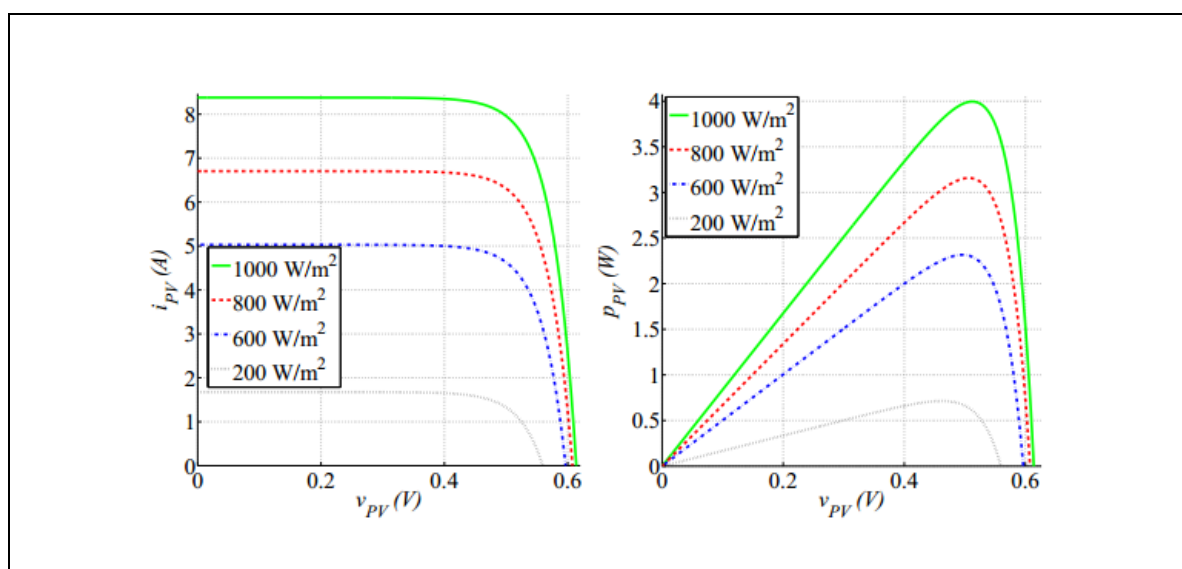 8
7
6
5
4
3
2
1
0
i_PV (A)
1000 W/m²
800 W/m²
600 W/m²
200 W/m²
0 0.2 0.4 0.6
v_PV (V)
4
3.5
3
2.5
2
1.5
1
0.5
0
p_PV (W)
1000 W/m²
800 W/m²
600 W/m²
200 W/m²
0 0.2 0.4 0.6
v_PV (V)